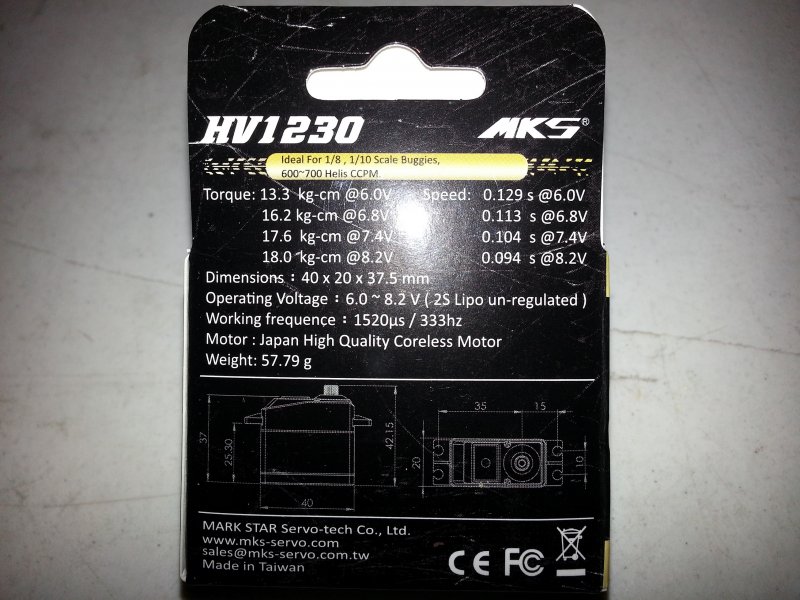 HV1230 MKS®
Ideal For 1/8 , 1/10 Scale Buggies,
600~700 Helis CCPM.
Torque: 13.3 kg-cm @6.0V Speed: 0.129 s @6.0V
16.2 kg-cm @6.8V 0.113 s @6.8V
17.6 kg-cm @7.4V 0.104 s @7.4V
18.0 kg-cm @8.2V 0.094 s @8.2V
Dimensions : 40 x 20 x 37.5 mm
Operating Voltage : 6.0 ~ 8.2 V ( 2S Lipo un-regulated )
Working frequence : 1520µs / 333hz
Motor : Japan High Quality Coreless Motor
Weight: 57.79 g
37
25.30
40
42.15
35
15
20
10
MARK STAR Servo-tech Co., Ltd.
www.mks-servo.com
sales@mks-servo.com.tw
Made in Taiwan
CE FC